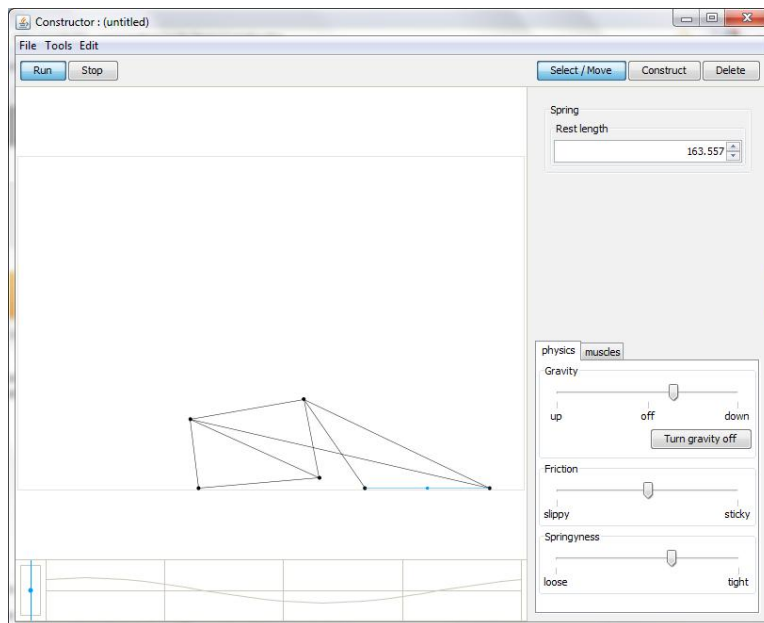 Constructor : (untitled)
File Tools Edit
Run Stop Select / Move Construct Delete
Spring
Rest length
163.557
physics muscles
Gravity
up off down
Turn gravity off
Friction
slippy sticky
Springyness
loose tight